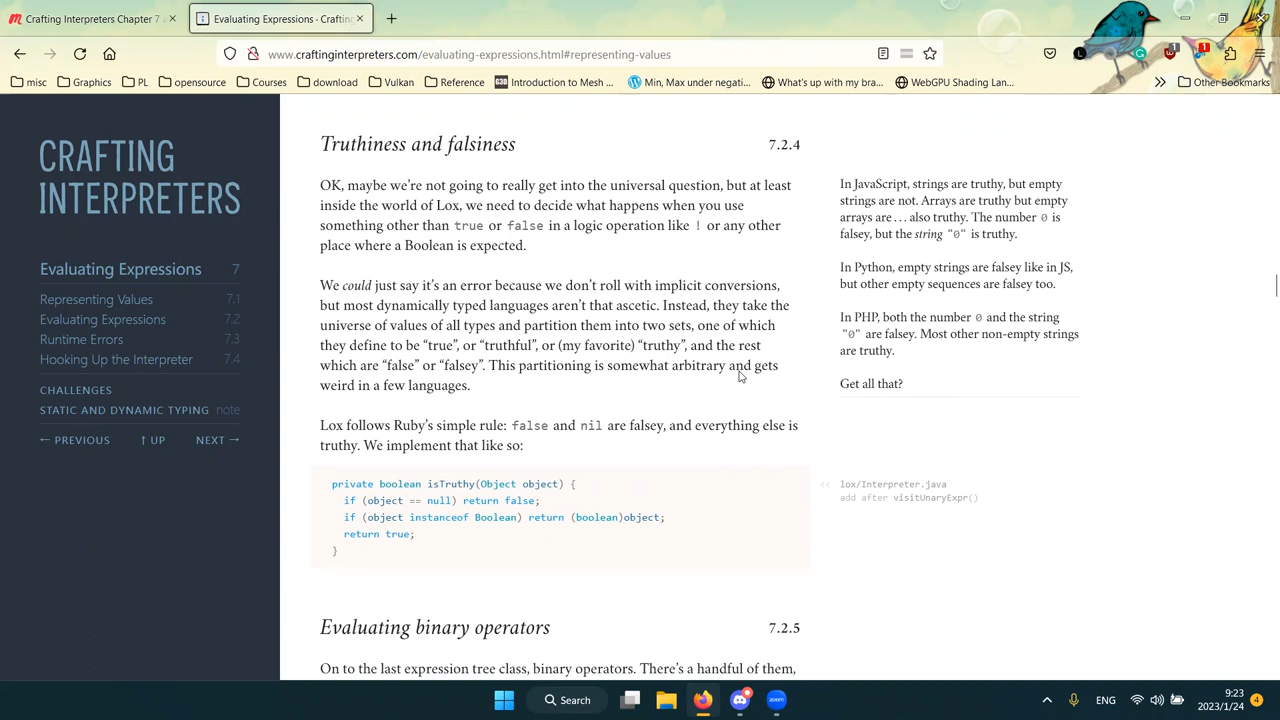 Crafting Interpreters Chapter 7
Evaluating Expressions · Crafting
www.craftinginterpreters.com/evaluating-expressions.html#representing-values
misc
Graphics
PL
opensource
Courses
download
Vulkan
Reference
Introduction to Mesh ...
Min, Max under negati...
What's up with my bra...
WebGPU Shading Lan...
Other Bookmarks
CRAFTING
INTERPRETERS
Evaluating Expressions 7
Representing Values 7.1
Evaluating Expressions 7.2
Runtime Errors 7.3
Hooking Up the Interpreter 7.4
CHALLENGES
STATIC AND DYNAMIC TYPING note
← PREVIOUS ↑ UP NEXT →
Truthiness and falsiness 7.2.4
OK, maybe we're not going to really get into the universal question, but at least
inside the world of Lox, we need to decide what happens when you use
something other than true or false in a logic operation like ! or any other
place where a Boolean is expected.
We could just say it's an error because we don't roll with implicit conversions,
but most dynamically typed languages aren't that ascetic. Instead, they take the
universe of values of all types and partition them into two sets, one of which
they define to be “true”, or “truthful”, or (my favorite) “truthy”, and the rest
which are “false” or “falsey”. This partitioning is somewhat arbitrary and gets
weird in a few languages.
Lox follows Ruby's simple rule: false and nil are falsey, and everything else is
truthy. We implement that like so:
private boolean isTruthy(Object object) {
if (object == null) return false;
if (object instanceof Boolean) return (boolean)object;
return true;
}
Evaluating binary operators 7.2.5
On to the last expression tree class, binary operators. There's a handful of them,
In JavaScript, strings are truthy, but empty
strings are not. Arrays are truthy but empty
arrays are . . . also truthy. The number 0 is
falsey, but the string "0" is truthy.
In Python, empty strings are falsey like in JS,
but other empty sequences are falsey too.
In PHP, both the number 0 and the string
"0" are falsey. Most other non-empty strings
are truthy.
Get all that?
lox/Interpreter.java
add after visitUnaryExpr()
Search
zoom
ENG
9:23
2023/1/24
4